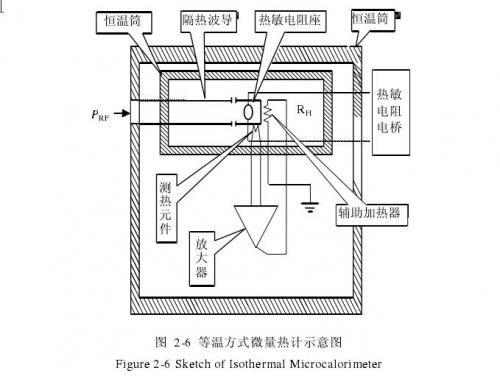 恒温筒
隔热波导
热敏电阻座
恒温筒
P_RF
R_H
热敏
电阻
电桥
测
热
元
件
辅助加热器
放
大
器
图 2-6 等温方式微量热计示意图
Figure 2-6 Sketch of Isothermal Microcalorimeter